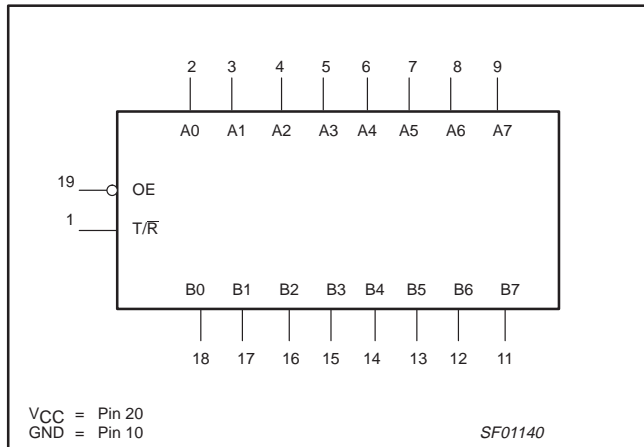 2 3 4 5 6 7 8 9
A0 A1 A2 A3 A4 A5 A6 A7
19 OE
1 T/R̅
B0 B1 B2 B3 B4 B5 B6 B7
18 17 16 15 14 13 12 11
VCC = Pin 20
GND = Pin 10
SF01140